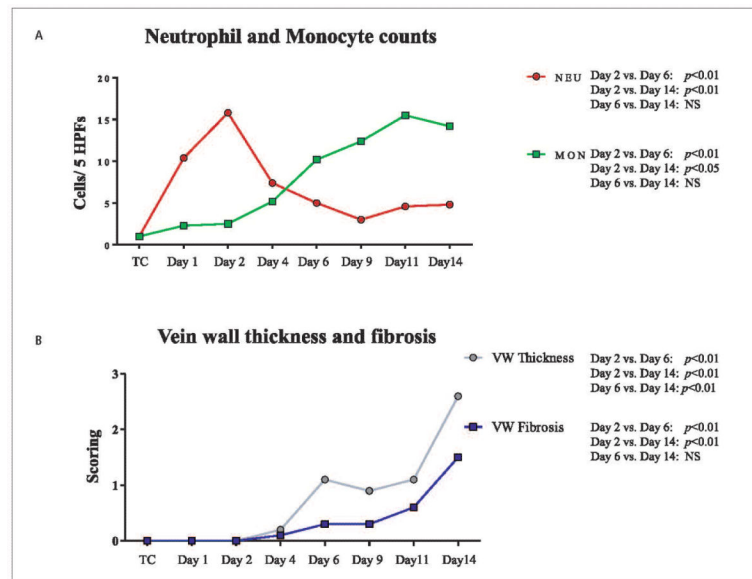 A
Neutrophil and Monocyte counts
NEU
Day 2 vs. Day 6: p<0.01
Day 2 vs. Day 14: p<0.01
Day 6 vs. Day 14: NS
MON
Day 2 vs. Day 6: p<0.01
Day 2 vs. Day 14: p<0.05
Day 6 vs. Day 14: NS
Cells/ 5 HPFs
20
15
10
5
0
TC Day 1 Day 2 Day 4 Day 6 Day 9 Day11 Day14
B
Vein wall thickness and fibrosis
VW Thickness
Day 2 vs. Day 6: p<0.01
Day 2 vs. Day 14: p<0.01
Day 6 vs. Day 14: p<0.01
VW Fibrosis
Day 2 vs. Day 6: p<0.01
Day 2 vs. Day 14: p<0.01
Day 6 vs. Day 14: NS
Scoring
3
2
1
0
TC Day 1 Day 2 Day 4 Day 6 Day 9 Day11 Day14